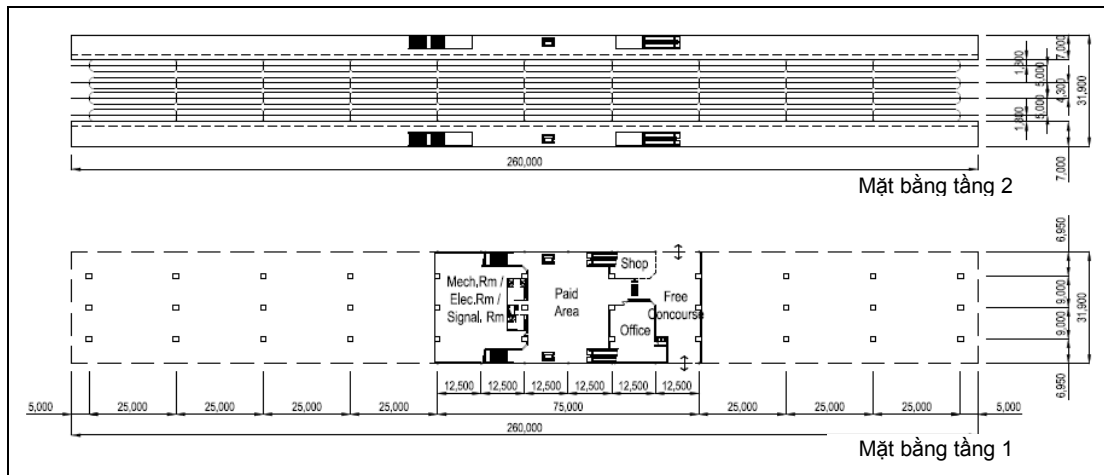 7,000
1,800
5,000
4,300
5,000
1,800
31,900
7,000
260,000
Mặt bằng tầng 2
6,950
9,000
9,000
31,900
6,950
Shop
Mech,Rm /
Elec.Rm /
Signal. Rm
Paid
Area
Free
Concourse
Office
12,500 12,500 12,500 12,500 12,500 12,500
5,000 25,000 25,000 25,000 25,000 75,000 25,000 25,000 25,000 5,000
260,000
Mặt bằng tầng 1